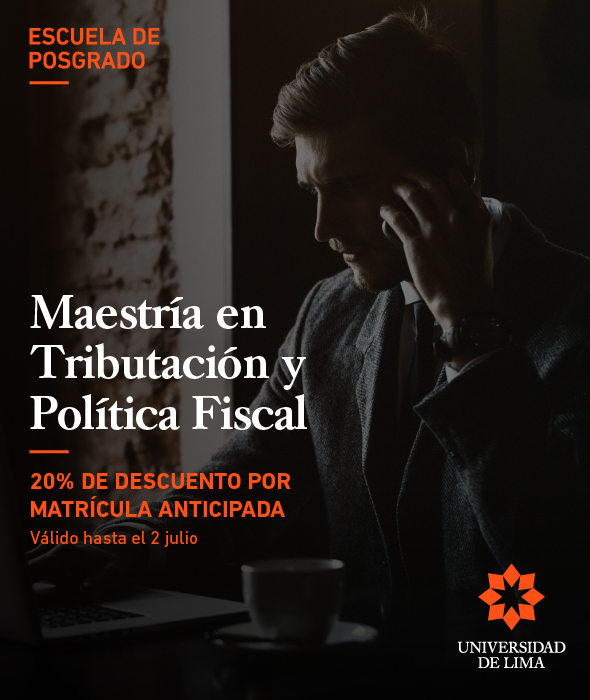 ESCUELA DE
POSGRADO
Maestría en
Tributación y
Política Fiscal
20% DE DESCUENTO POR
MATRÍCULA ANTICIPADA
Válido hasta el 2 julio
UNIVERSIDAD
DE LIMA